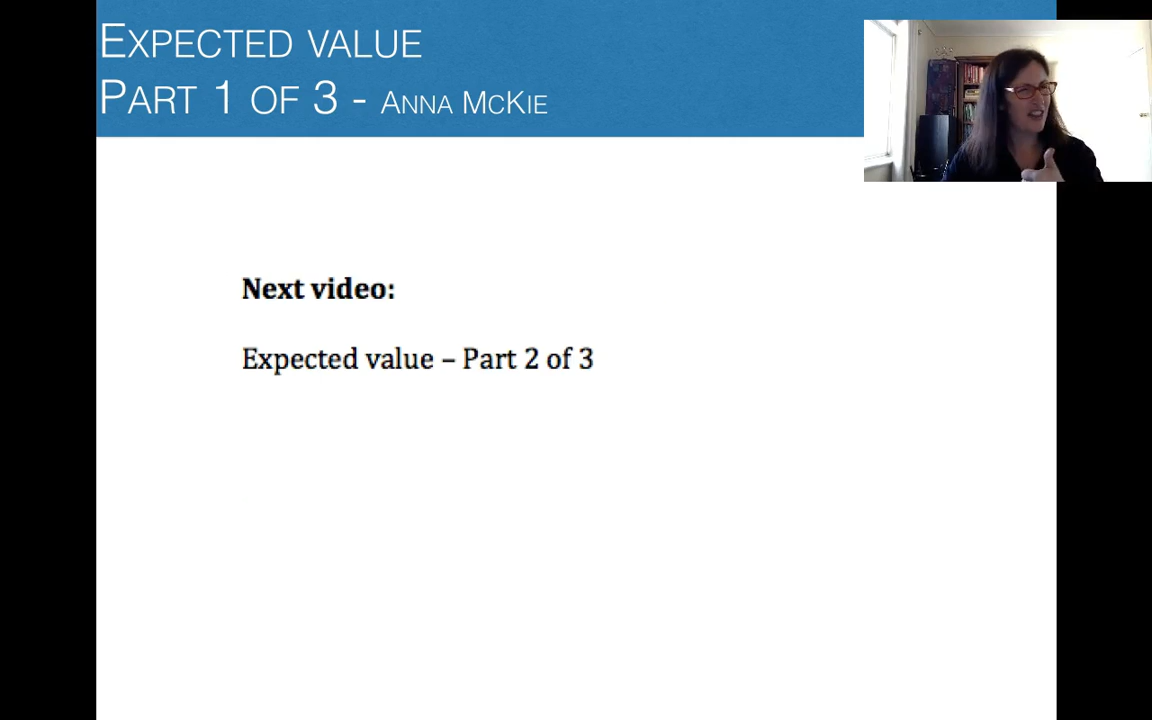 EXPECTED VALUE
PART 1 OF 3 - ANNA MCKIE
Next video:
Expected value – Part 2 of 3